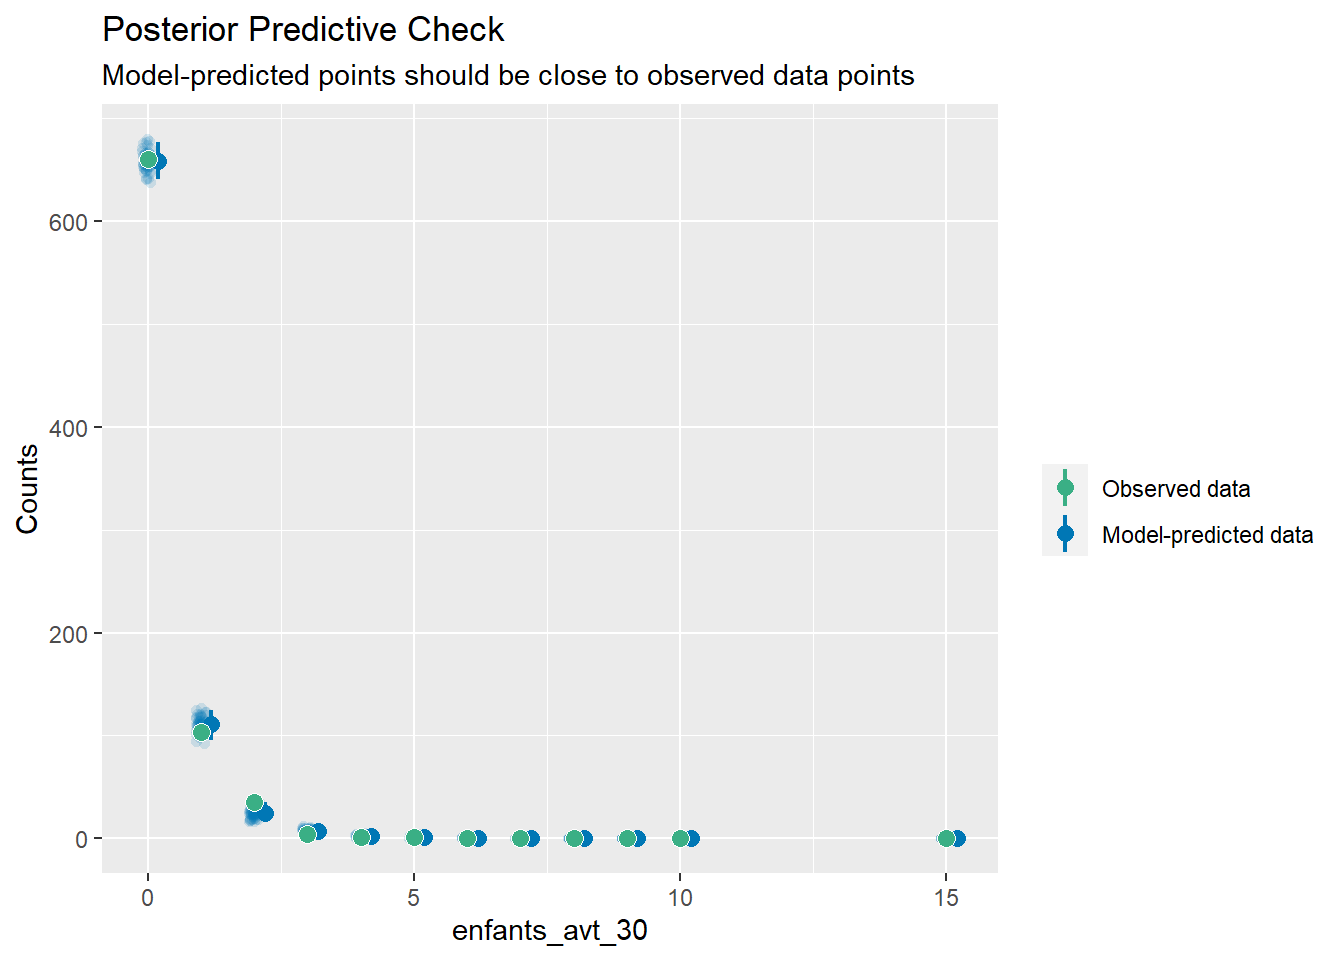 Posterior Predictive Check
Model-predicted points should be close to observed data points
Counts
600
400
200
0
0
5
10
15
enfants_avt_30
Observed data
Model-predicted data